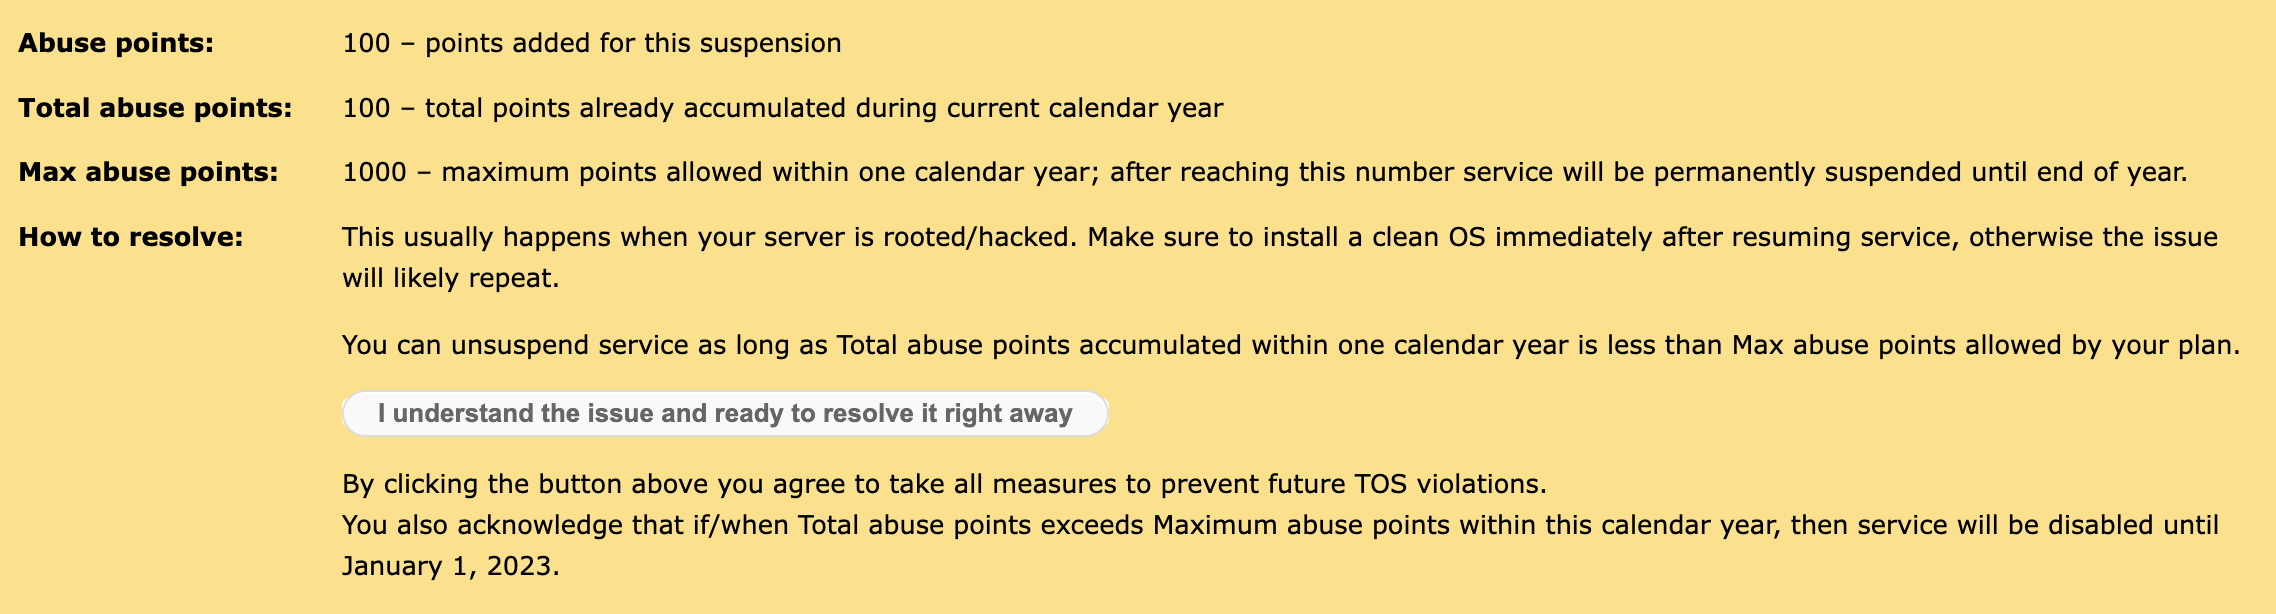 Abuse points: 100 – points added for this suspension
Total abuse points: 100 – total points already accumulated during current calendar year
Max abuse points: 1000 – maximum points allowed within one calendar year; after reaching this number service will be permanently suspended until end of year.
How to resolve: This usually happens when your server is rooted/hacked. Make sure to install a clean OS immediately after resuming service, otherwise the issue
will likely repeat.
You can unsuspend service as long as Total abuse points accumulated within one calendar year is less than Max abuse points allowed by your plan.
I understand the issue and ready to resolve it right away
By clicking the button above you agree to take all measures to prevent future TOS violations.
You also acknowledge that if/when Total abuse points exceeds Maximum abuse points within this calendar year, then service will be disabled until
January 1, 2023.